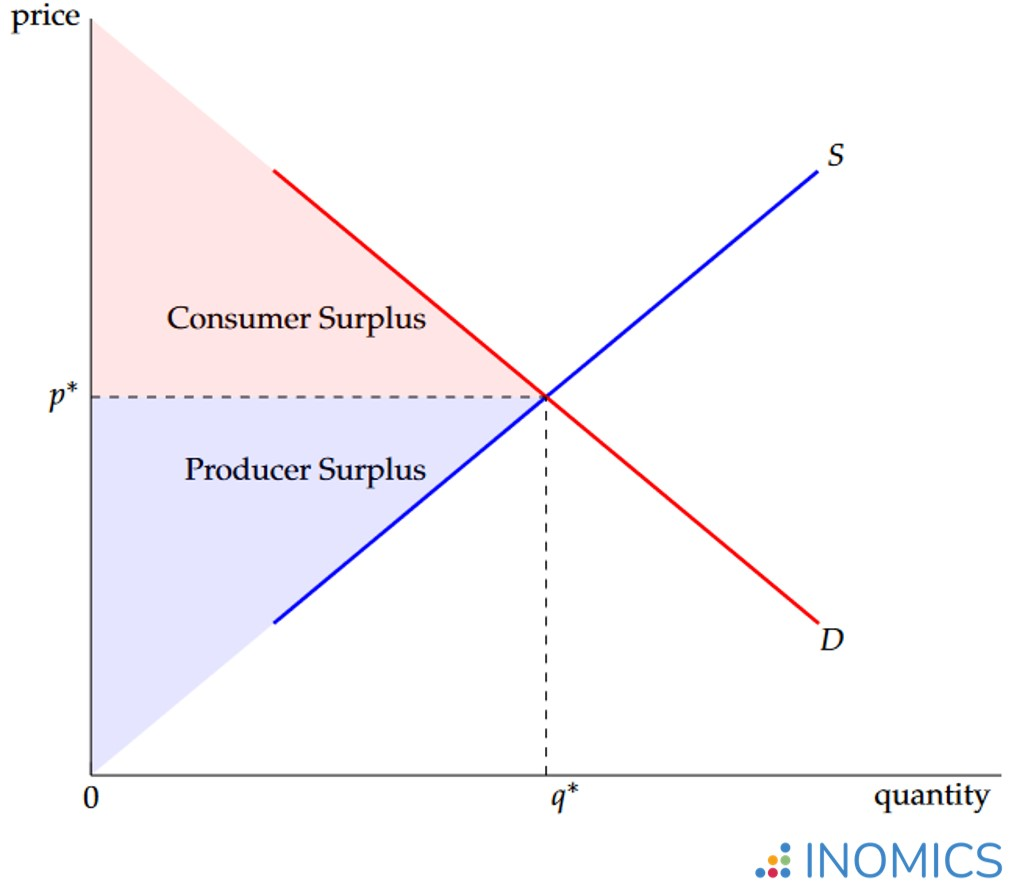 price
S
Consumer Surplus
p*
Producer Surplus
D
0
q*
quantity
INOMICS